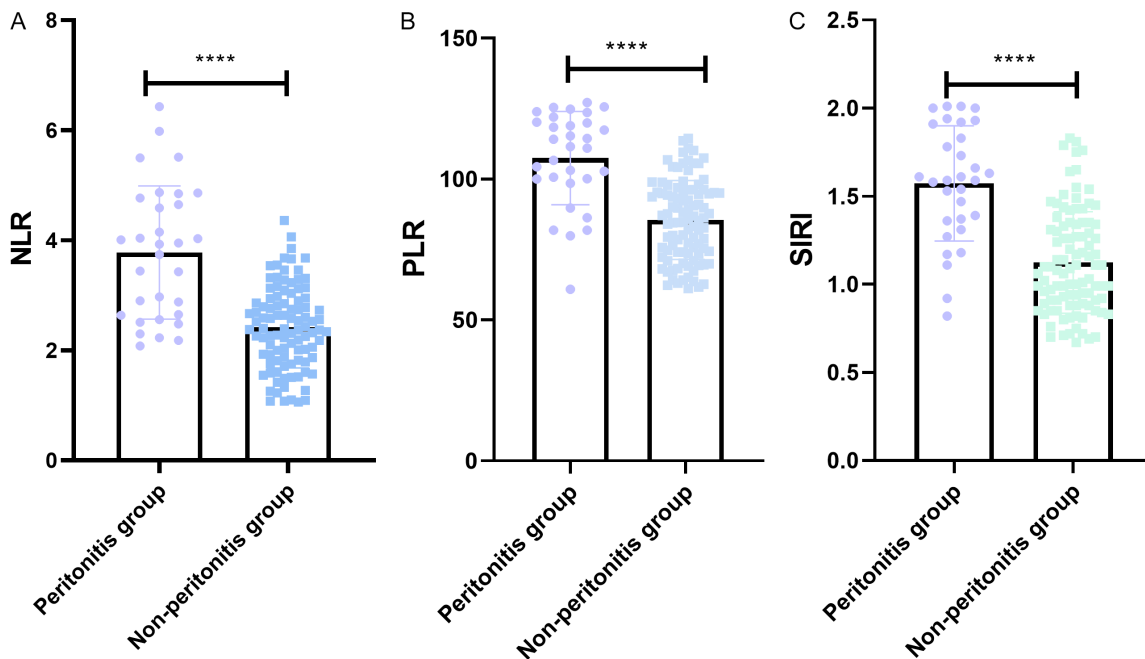 A
NLR
8
6
4
2
0
****
Peritonitis group
Non-peritonitis group
B
PLR
150
100
50
0
****
Peritonitis group
Non-peritonitis group
C
SIRI
2.5
2.0
1.5
1.0
0.5
0.0
****
Peritonitis group
Non-peritonitis group